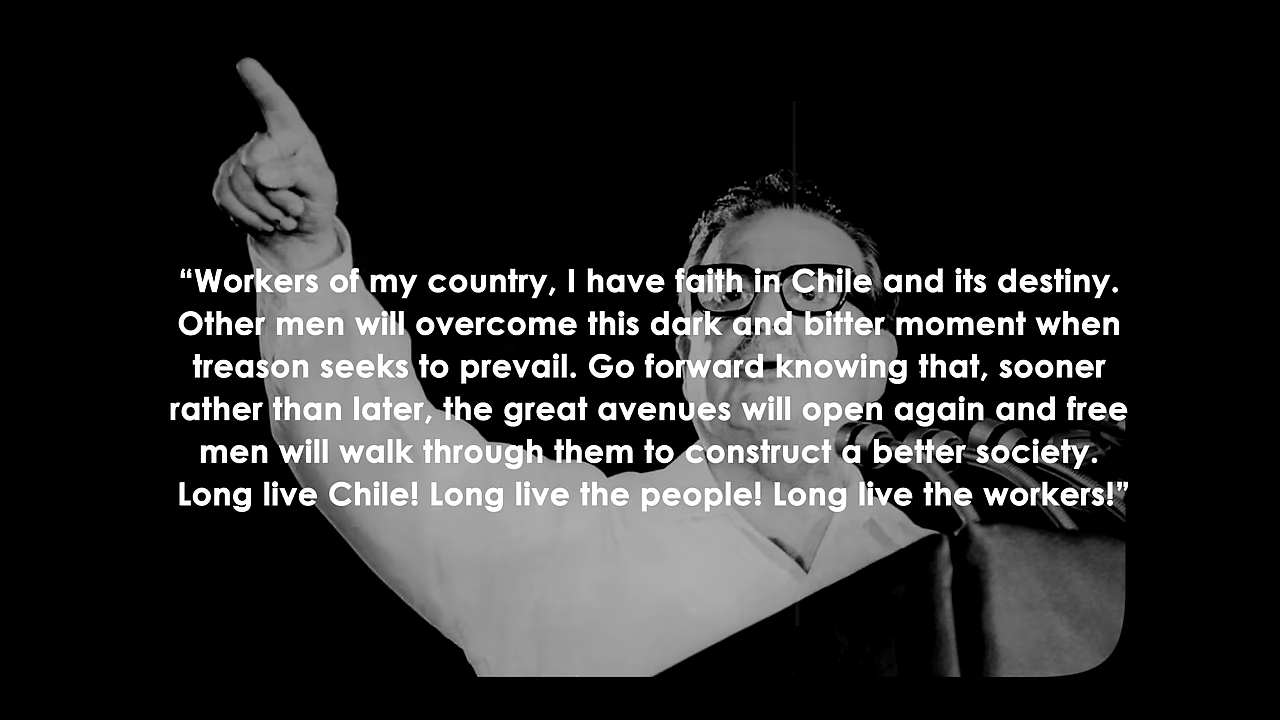 “Workers of my country, I have faith in Chile and its destiny.
Other men will overcome this dark and bitter moment when
treason seeks to prevail. Go forward knowing that, sooner
rather than later, the great avenues will open again and free
men will walk through them to construct a better society.
Long live Chile! Long live the people! Long live the workers!”